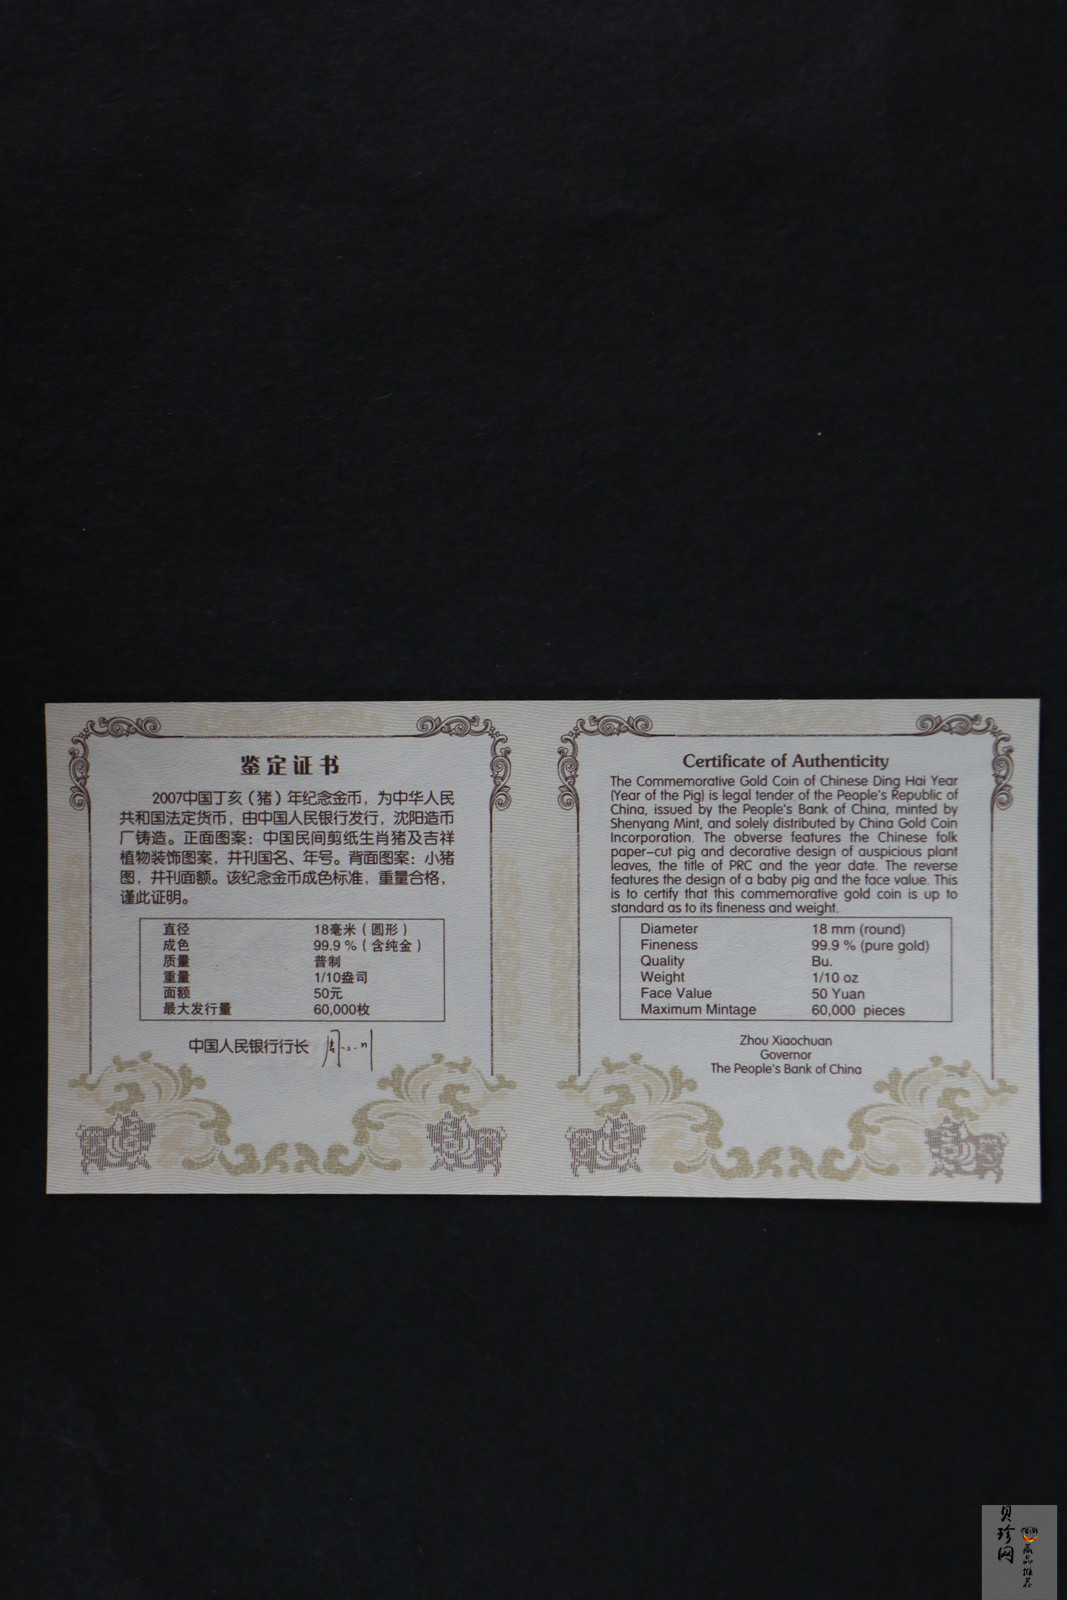 鉴定证书
2007中国丁亥（猪）年纪念金币，为中华人民
共和国法定货币，由中国人民银行发行，沈阳造币
厂铸造。正面图案：中国民间剪纸生肖猪及吉祥
植物装饰图案，并刊国名、年号。背面图案：小猪
图，并刊面额。该纪念金币成色标准，重量合格，
谨此证明。
直径 18毫米（圆形）
成色 99.9％（含纯金）
质量 普制
重量 1/10盎司
面额 50元
最大发行量 60,000枚
中国人民银行行长
Certificate of Authenticity
The Commemorative Gold Coin of Chinese Ding Hai Year
(Year of the Pig) is legal tender of the People's Republic of
China, issued by the People's Bank of China, minted by
Shenyang Mint, and solely distributed by China Gold Coin
Incorporation. The obverse features the Chinese folk
paper-cut pig and decorative design of auspicious plant
leaves, the title of PRC and the year date. The reverse
features the design of a baby pig and the face value. This
is to certify that this commemorative gold coin is up to
standard as to its fineness and weight.
Diameter 18 mm (round)
Fineness 99.9 % (pure gold)
Quality Bu.
Weight 1/10 oz
Face Value 50 Yuan
Maximum Mintage 60,000 pieces
Zhou Xiaochuan
Governor
The People's Bank of China
贝珍网
藏品推荐